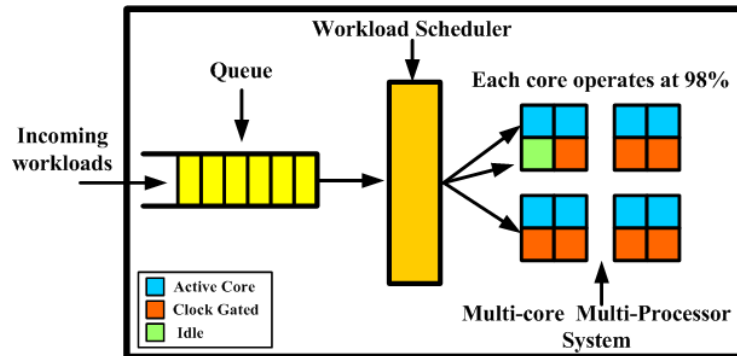 Workload Scheduler
Queue
Each core operates at 98%
Incoming
workloads
Active Core
Clock Gated
Idle
Multi-core Multi-Processor
System